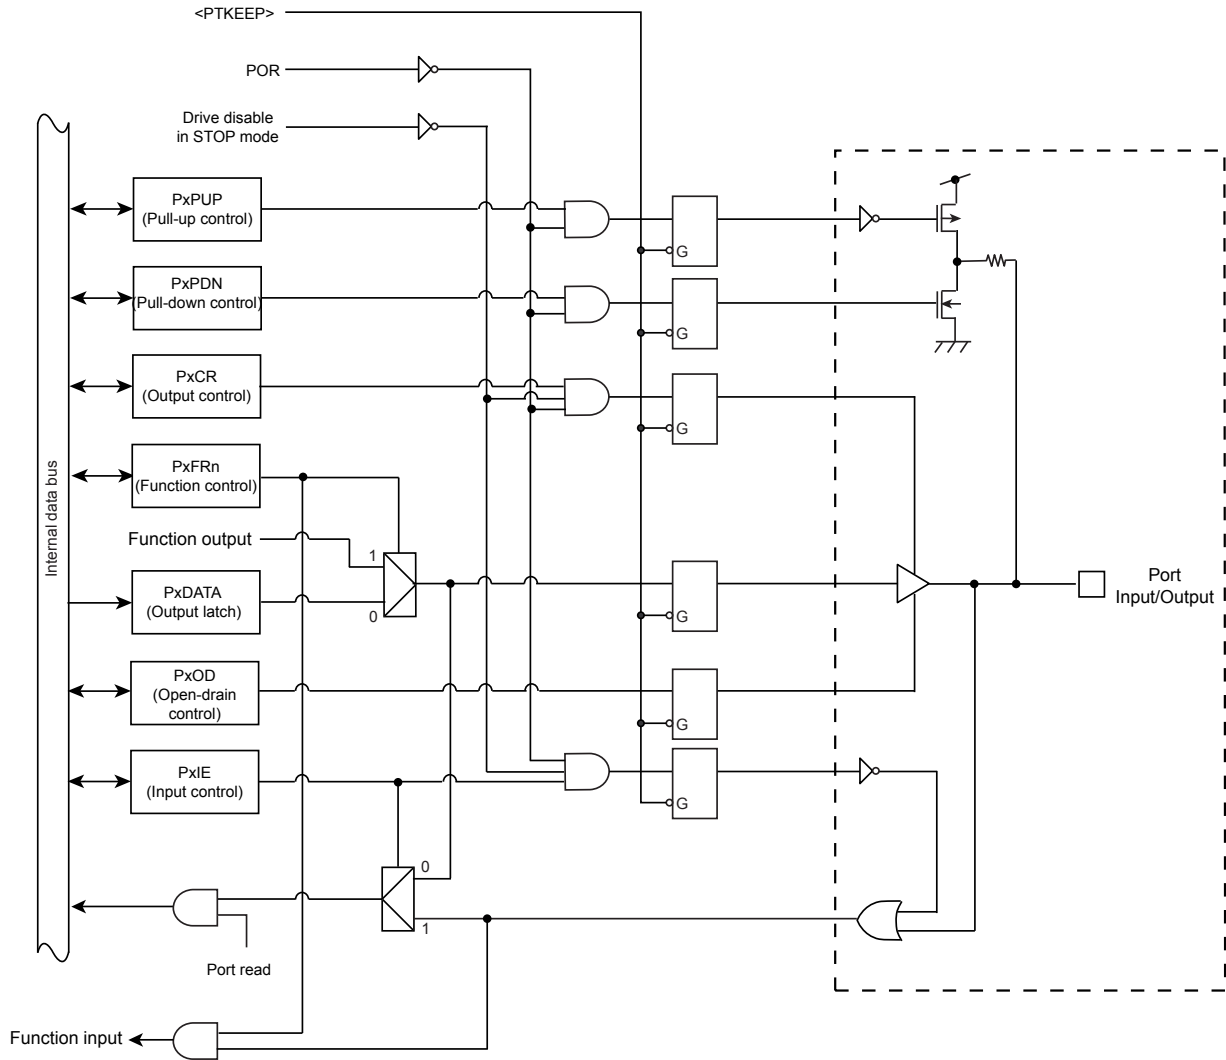 <PTKEEP>
POR
Drive disable
in STOP mode
PxPUP
(Pull-up control)
G
PxPDN
(Pull-down control)
G
PxCR
(Output control)
G
Internal data bus
PxFRn
(Function control)
Function output
1
0
PxDATA
(Output latch)
G
Port
Input/Output
PxOD
(Open-drain
control)
G
PxIE
(Input control)
G
0
1
Port read
Function input